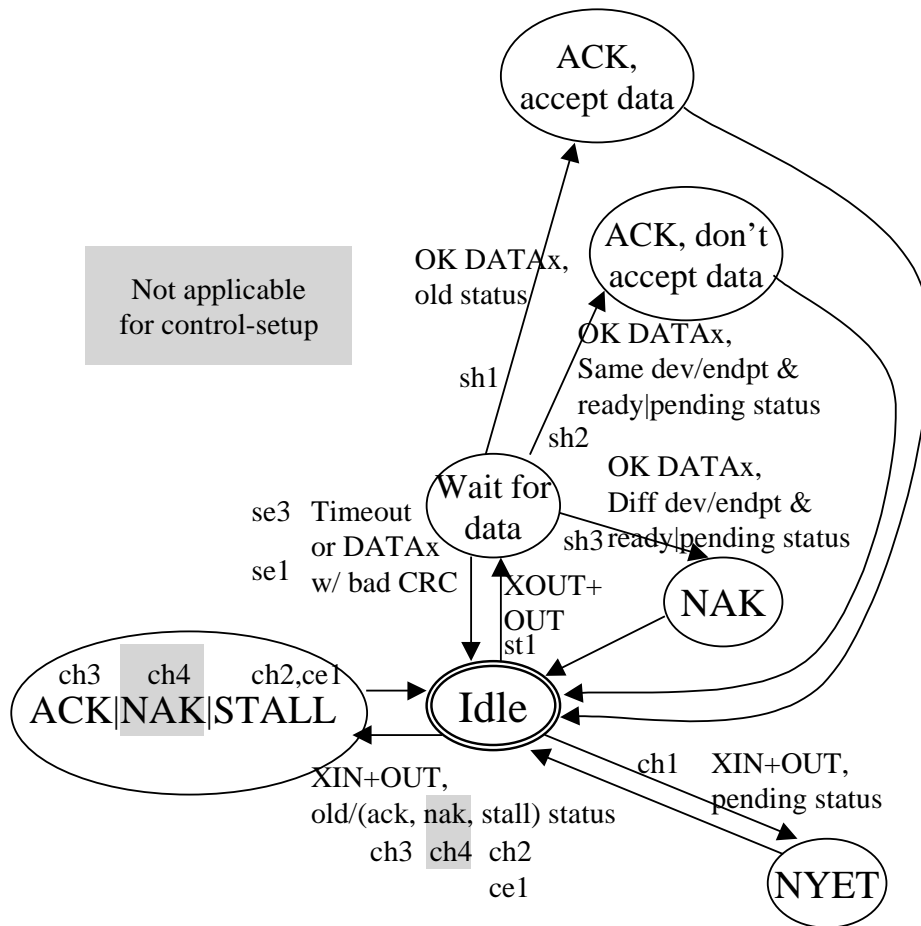 ACK,
accept data
ACK, don't
accept data
OK DATAx,
old status
Not applicable
for control-setup
OK DATAx,
Same dev/endpt &
ready|pending status
sh1
sh2
OK DATAx,
Diff dev/endpt &
ready|pending status
Wait for
data
se3 Timeout
or DATAx
se1 w/ bad CRC
sh3
XOUT+
OUT
st1
NAK
ch3 ch4 ch2,ce1
ACK|NAK|STALL
Idle
XIN+OUT,
old/(ack, nak, stall) status
ch3 ch4 ch2
ce1
ch1
XIN+OUT,
pending status
NYET